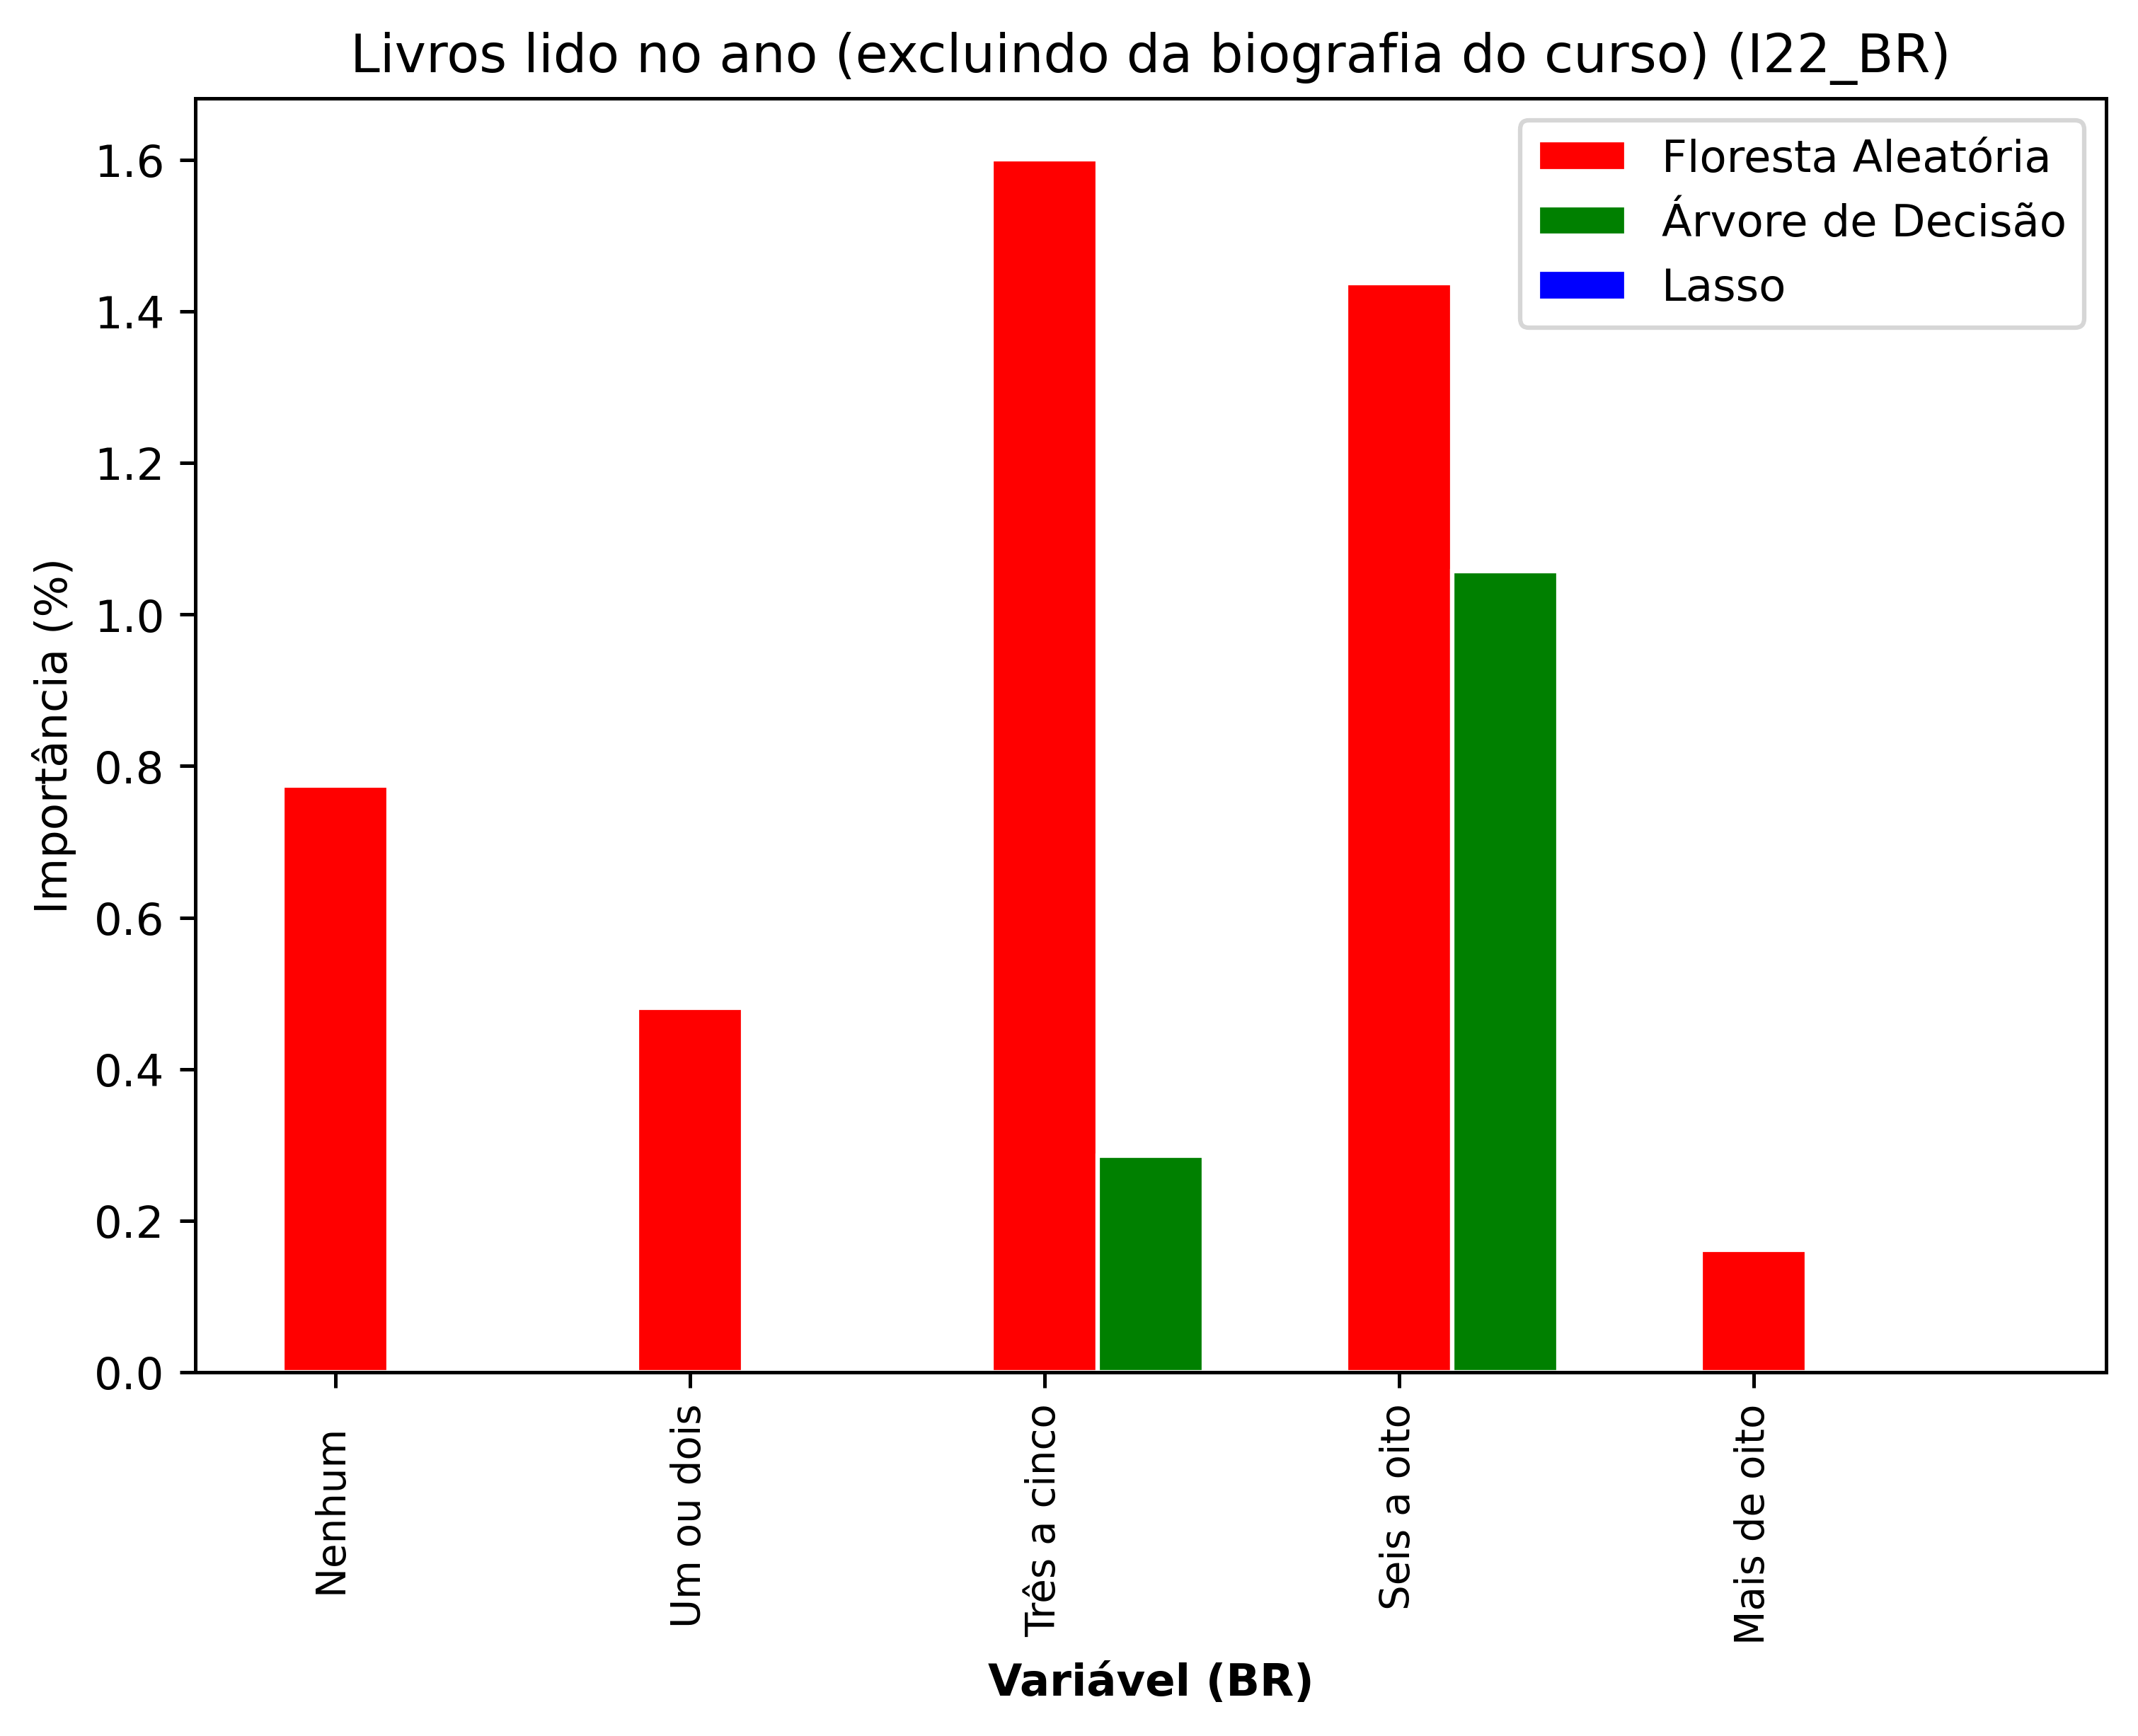 Livros lido no ano (excluindo da biografia do curso) (I22_BR)
Floresta Aleatória
Árvore de Decisão
Lasso
Importância (%)
1.6
1.4
1.2
1.0
0.8
0.6
0.4
0.2
0.0
Nenhum
Um ou dois
Três a cinco
Seis a oito
Mais de oito
Variável (BR)